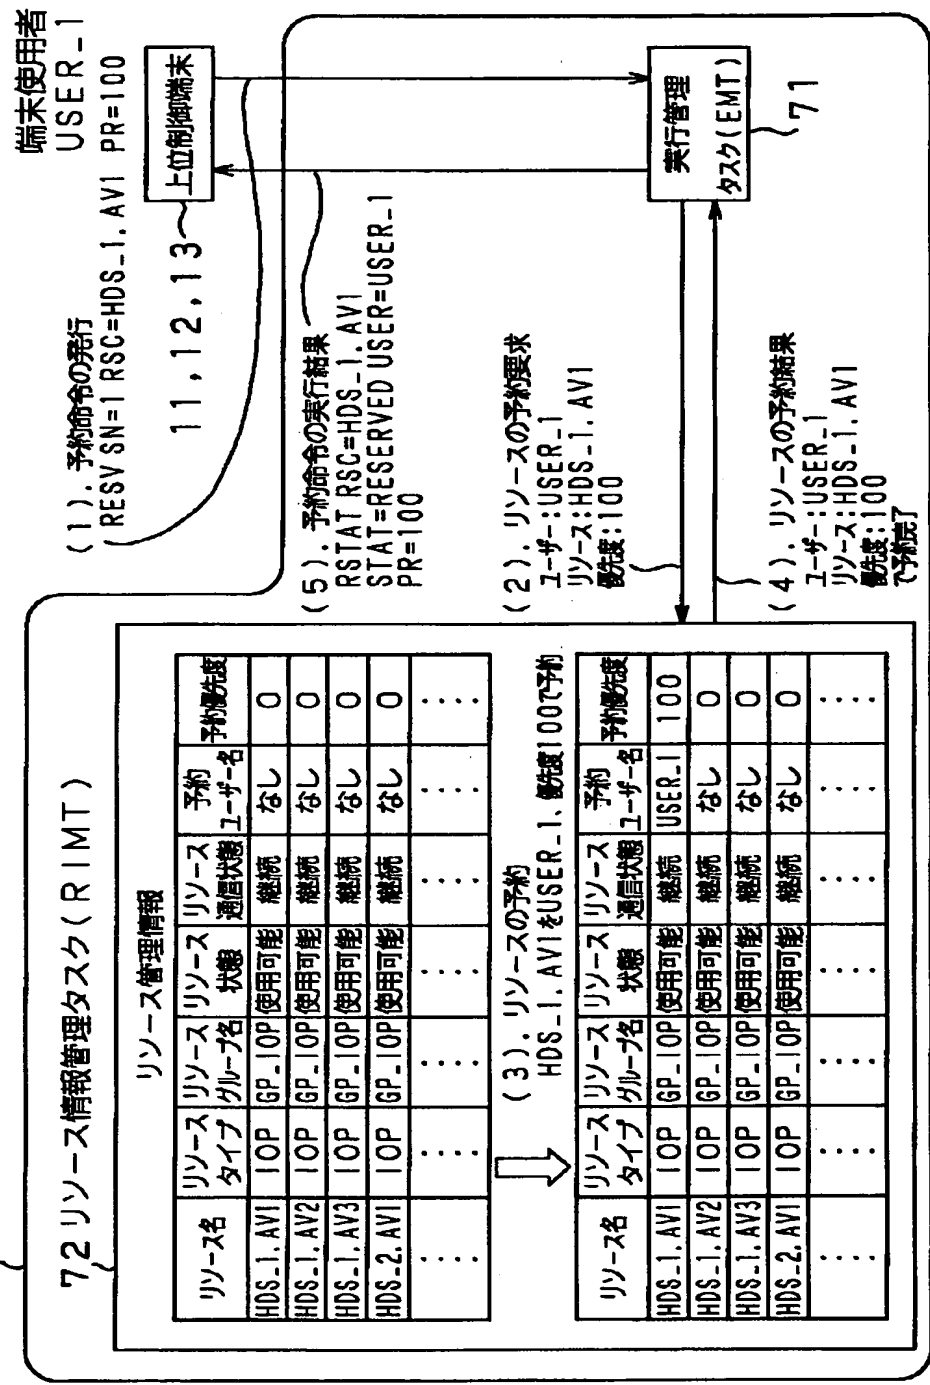 端末使用者
USER_1
(1). 予約命令の発行
RESV SN=1 RSC=HDS_1.AV1 PR=100
上位制御端末
11,12,13
(5). 予約命令の実行結果
RSTAT RSC=HDS_1.AV1
STAT=RESERVED USER=USER_1
PR=100
(2). リソースの予約要求
ユーザー:USER_1
リソース:HDS_1.AV1
優先度:100
実行管理
タスク(EMT)
71
(4). リソースの予約結果
ユーザー:USER_1
リソース:HDS_1.AV1
優先度:100
で予約完了
72 リソース情報管理タスク(RIMT)
リソース管理情報
リソース名 リソースタイプ リソースグループ名 リソース状態 リソース通信状態 予約ユーザー名 予約優先度
HDS_1.AV1 IOP GP_IOP 使用可能 継続 なし 0
HDS_1.AV2 IOP GP_IOP 使用可能 継続 なし 0
HDS_1.AV3 IOP GP_IOP 使用可能 継続 なし 0
HDS_2.AV1 IOP GP_IOP 使用可能 継続 なし 0
.... .... .... .... .... .... ....
(3). リソースの予約
HDS_1.AV1をUSER_1、優先度100で予約
リソース名 リソースタイプ リソースグループ名 リソース状態 リソース通信状態 予約ユーザー名 予約優先度
HDS_1.AV1 IOP GP_IOP 使用可能 継続 USER_1 100
HDS_1.AV2 IOP GP_IOP 使用可能 継続 なし 0
HDS_1.AV3 IOP GP_IOP 使用可能 継続 なし 0
HDS_2.AV1 IOP GP_IOP 使用可能 継続 なし 0
.... .... .... .... .... .... ....